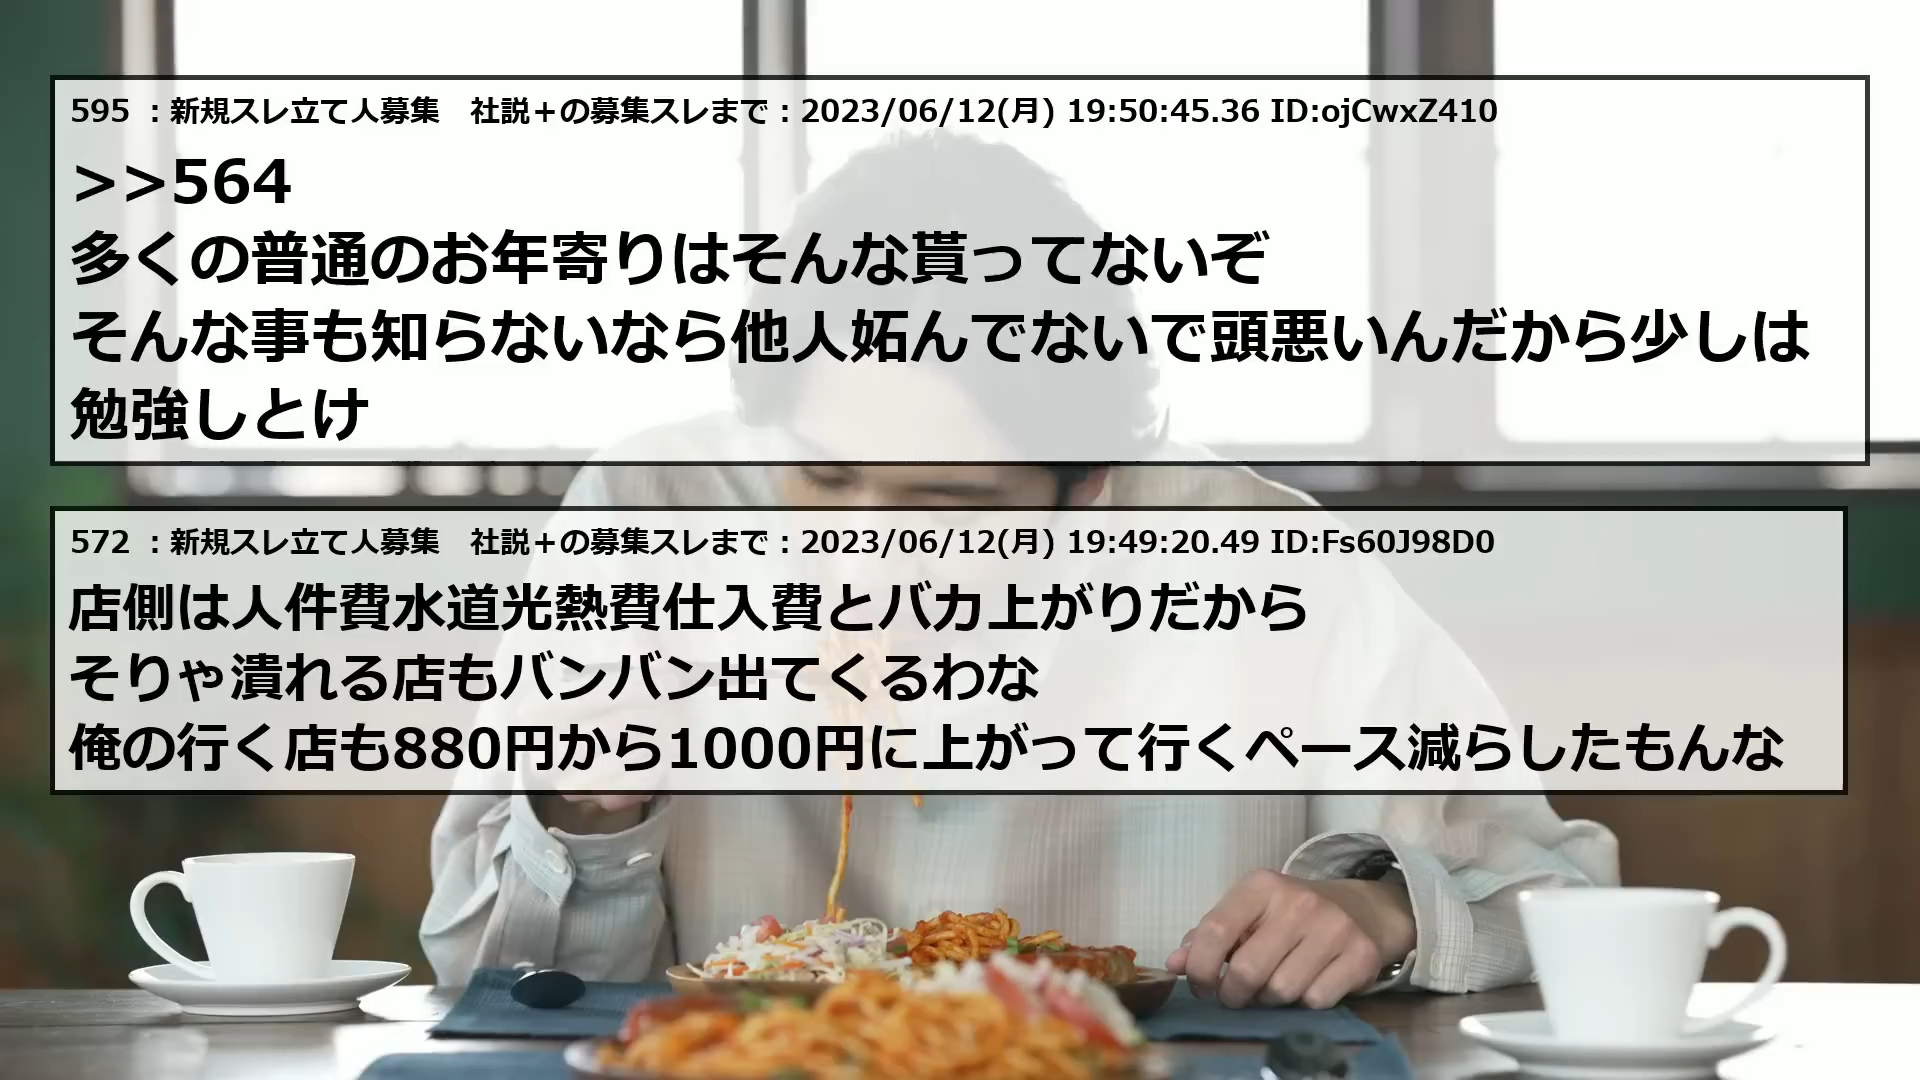 595 ：新規スレ立て人募集　社説＋の募集スレまで：2023/06/12(月) 19:50:45.36 ID:ojCwxZ410
>>564
多くの普通のお年寄りはそんな貰ってないぞ
そんな事も知らないなら他人妬んでないで頭悪いんだから少しは
勉強しとけ
572 ：新規スレ立て人募集　社説＋の募集スレまで：2023/06/12(月) 19:49:20.49 ID:Fs60J98D0
店側は人件費水道光熱費仕入費とバカ上がりだから
そりゃ潰れる店もバンバン出てくるわな
俺の行く店も880円から1000円に上がって行くペース減らしたもんな